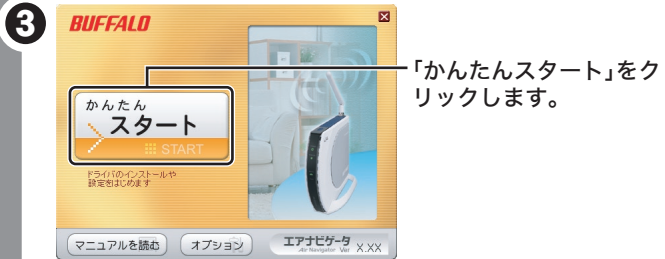 3
BUFFALO
かんたん
スタート
START
ドライバのインストールや
設定をはじめます
マニュアルを読む
オプション
エアナビゲータ
Air Navigator Ver X.XX
「かんたんスタート」をク
リックします。